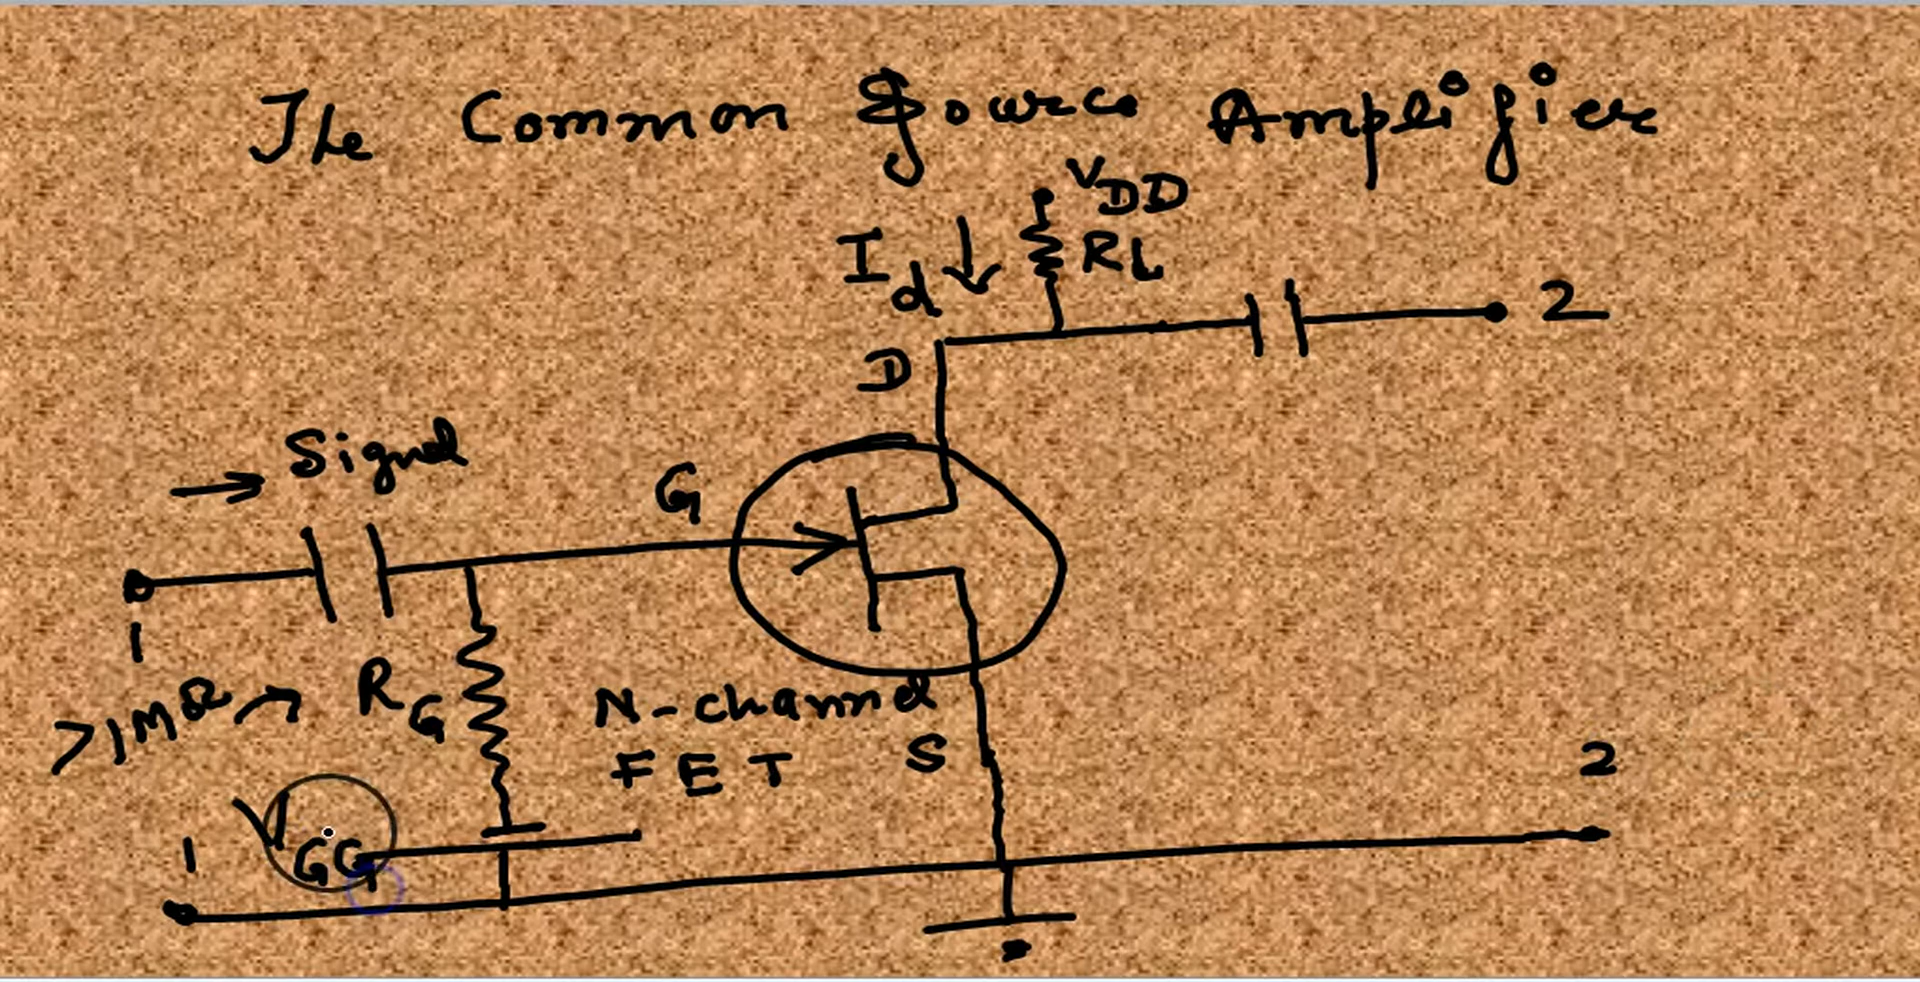 The Common Source Amplifier
VDD
Id
RL
2
D
Signal
G
1
>1MΩ
RG
N-channel
FET
S
2
1
VGG